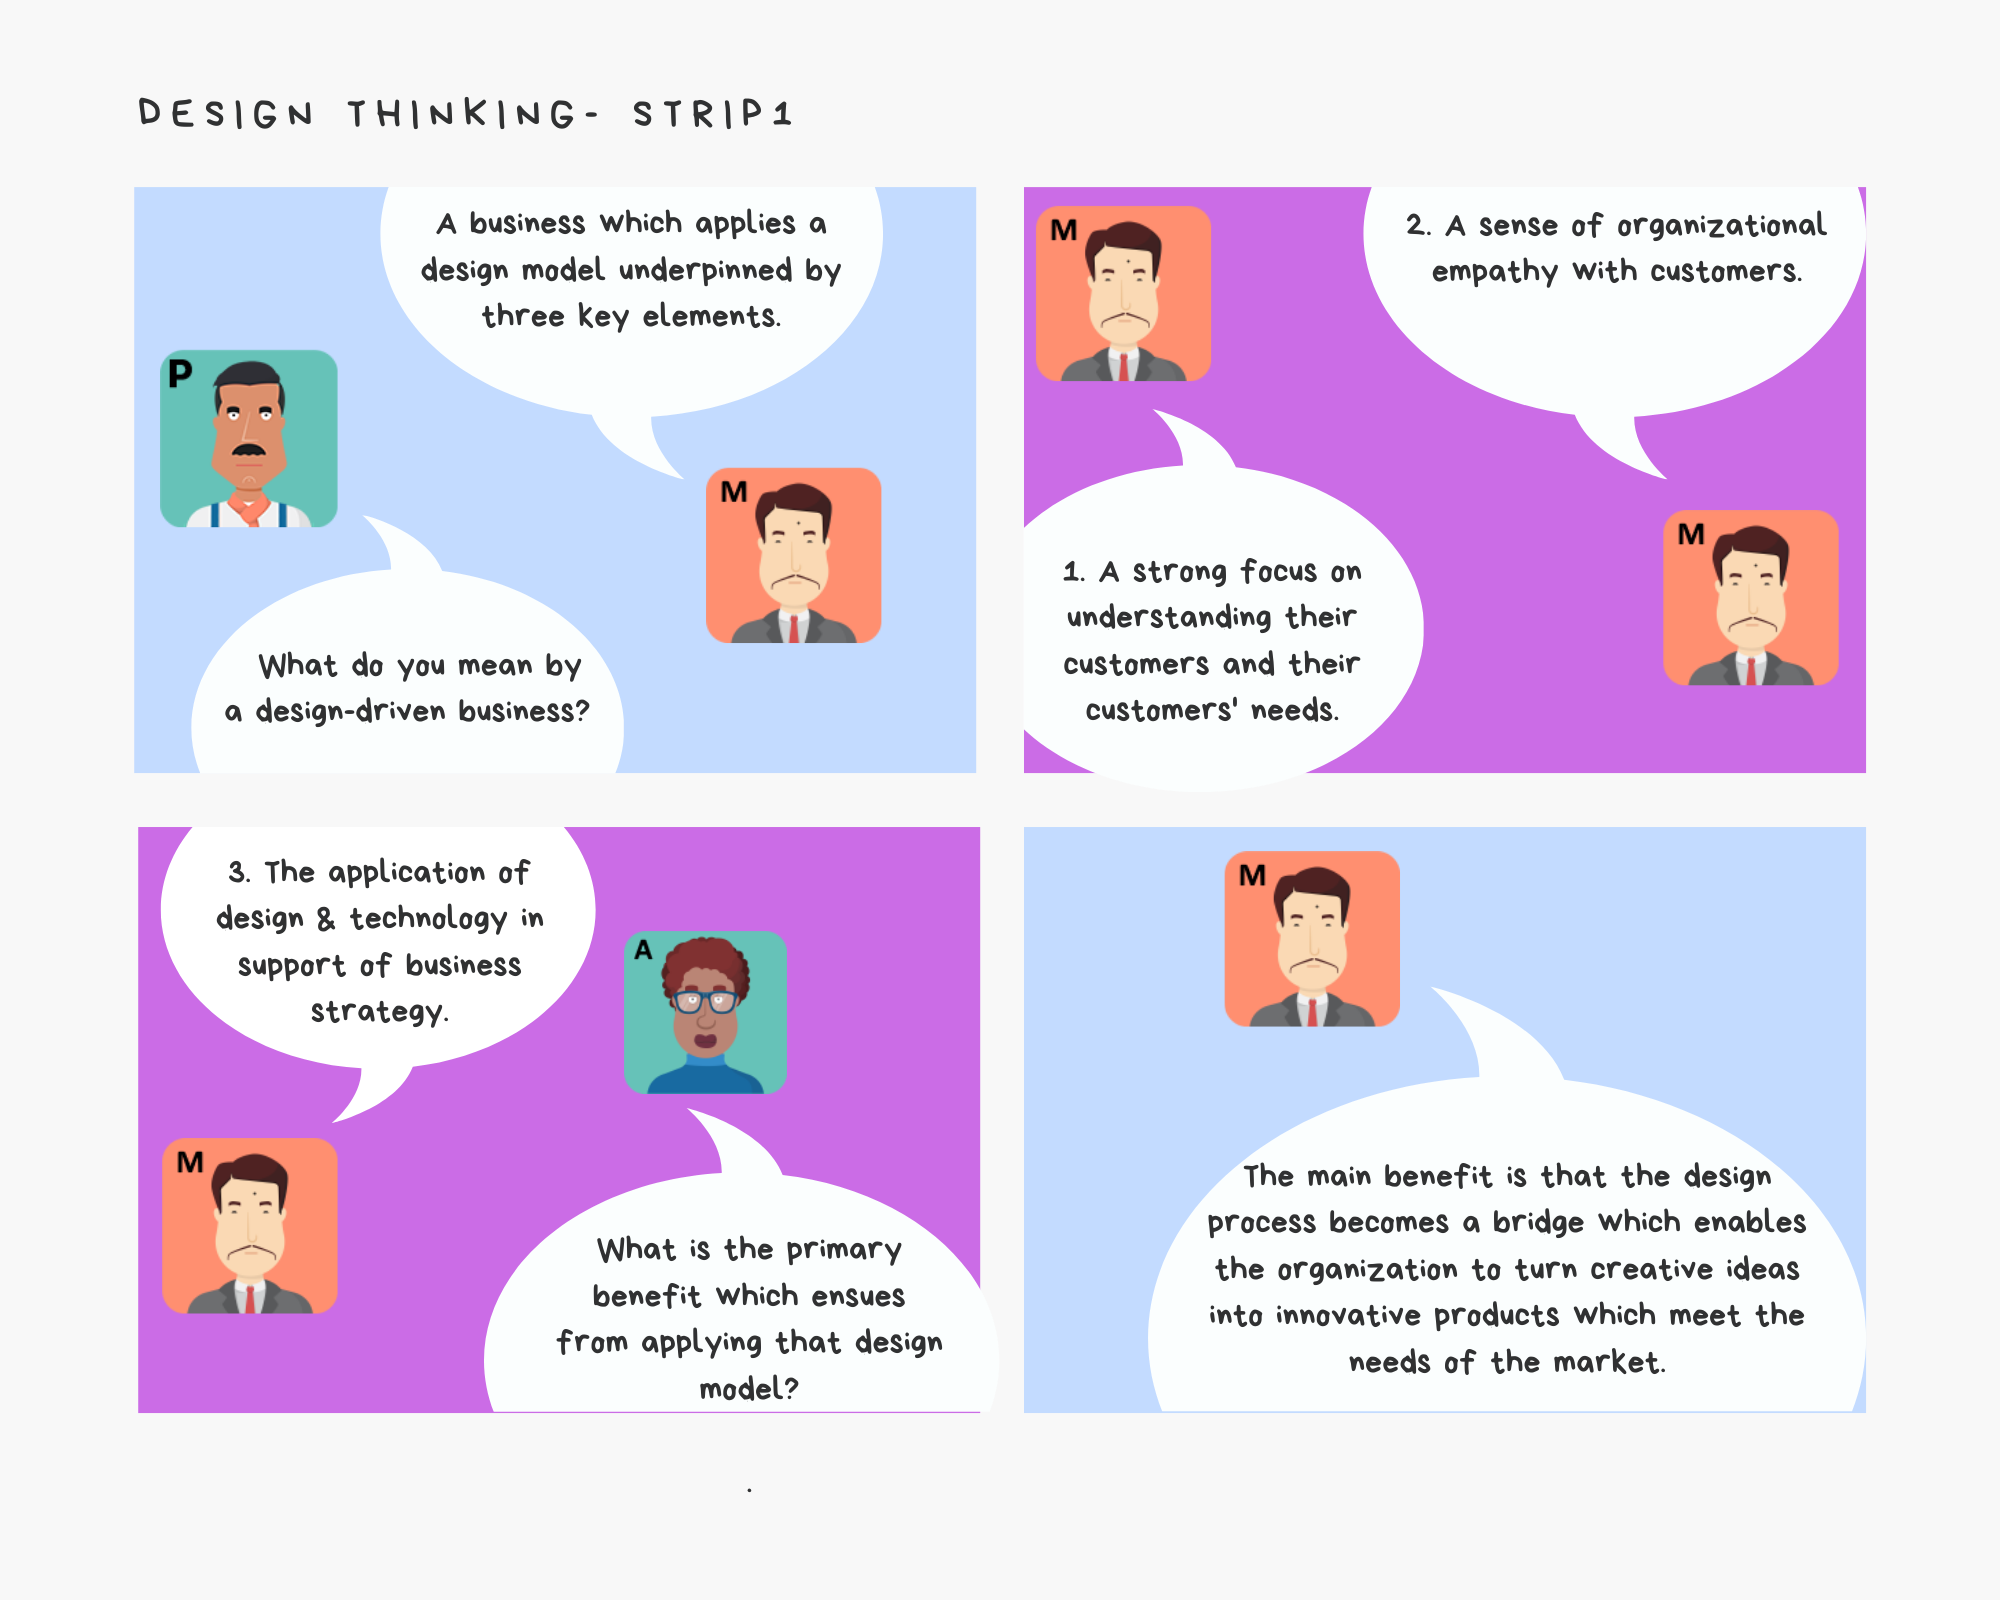 DESIGN THINKING- STRIP1
A business which applies a
design model underpinned by
three key elements.
P
M
What do you mean by
a design-driven business?
M
2. A sense of organizational
empathy with customers.
M
1. A strong focus on
understanding their
customers and their
customers' needs.
3. The application of
design & technology in
support of business
strategy.
A
M
What is the primary
benefit which ensues
from applying that design
model?
M
The main benefit is that the design
process becomes a bridge which enables
the organization to turn creative ideas
into innovative products which meet the
needs of the market.
.